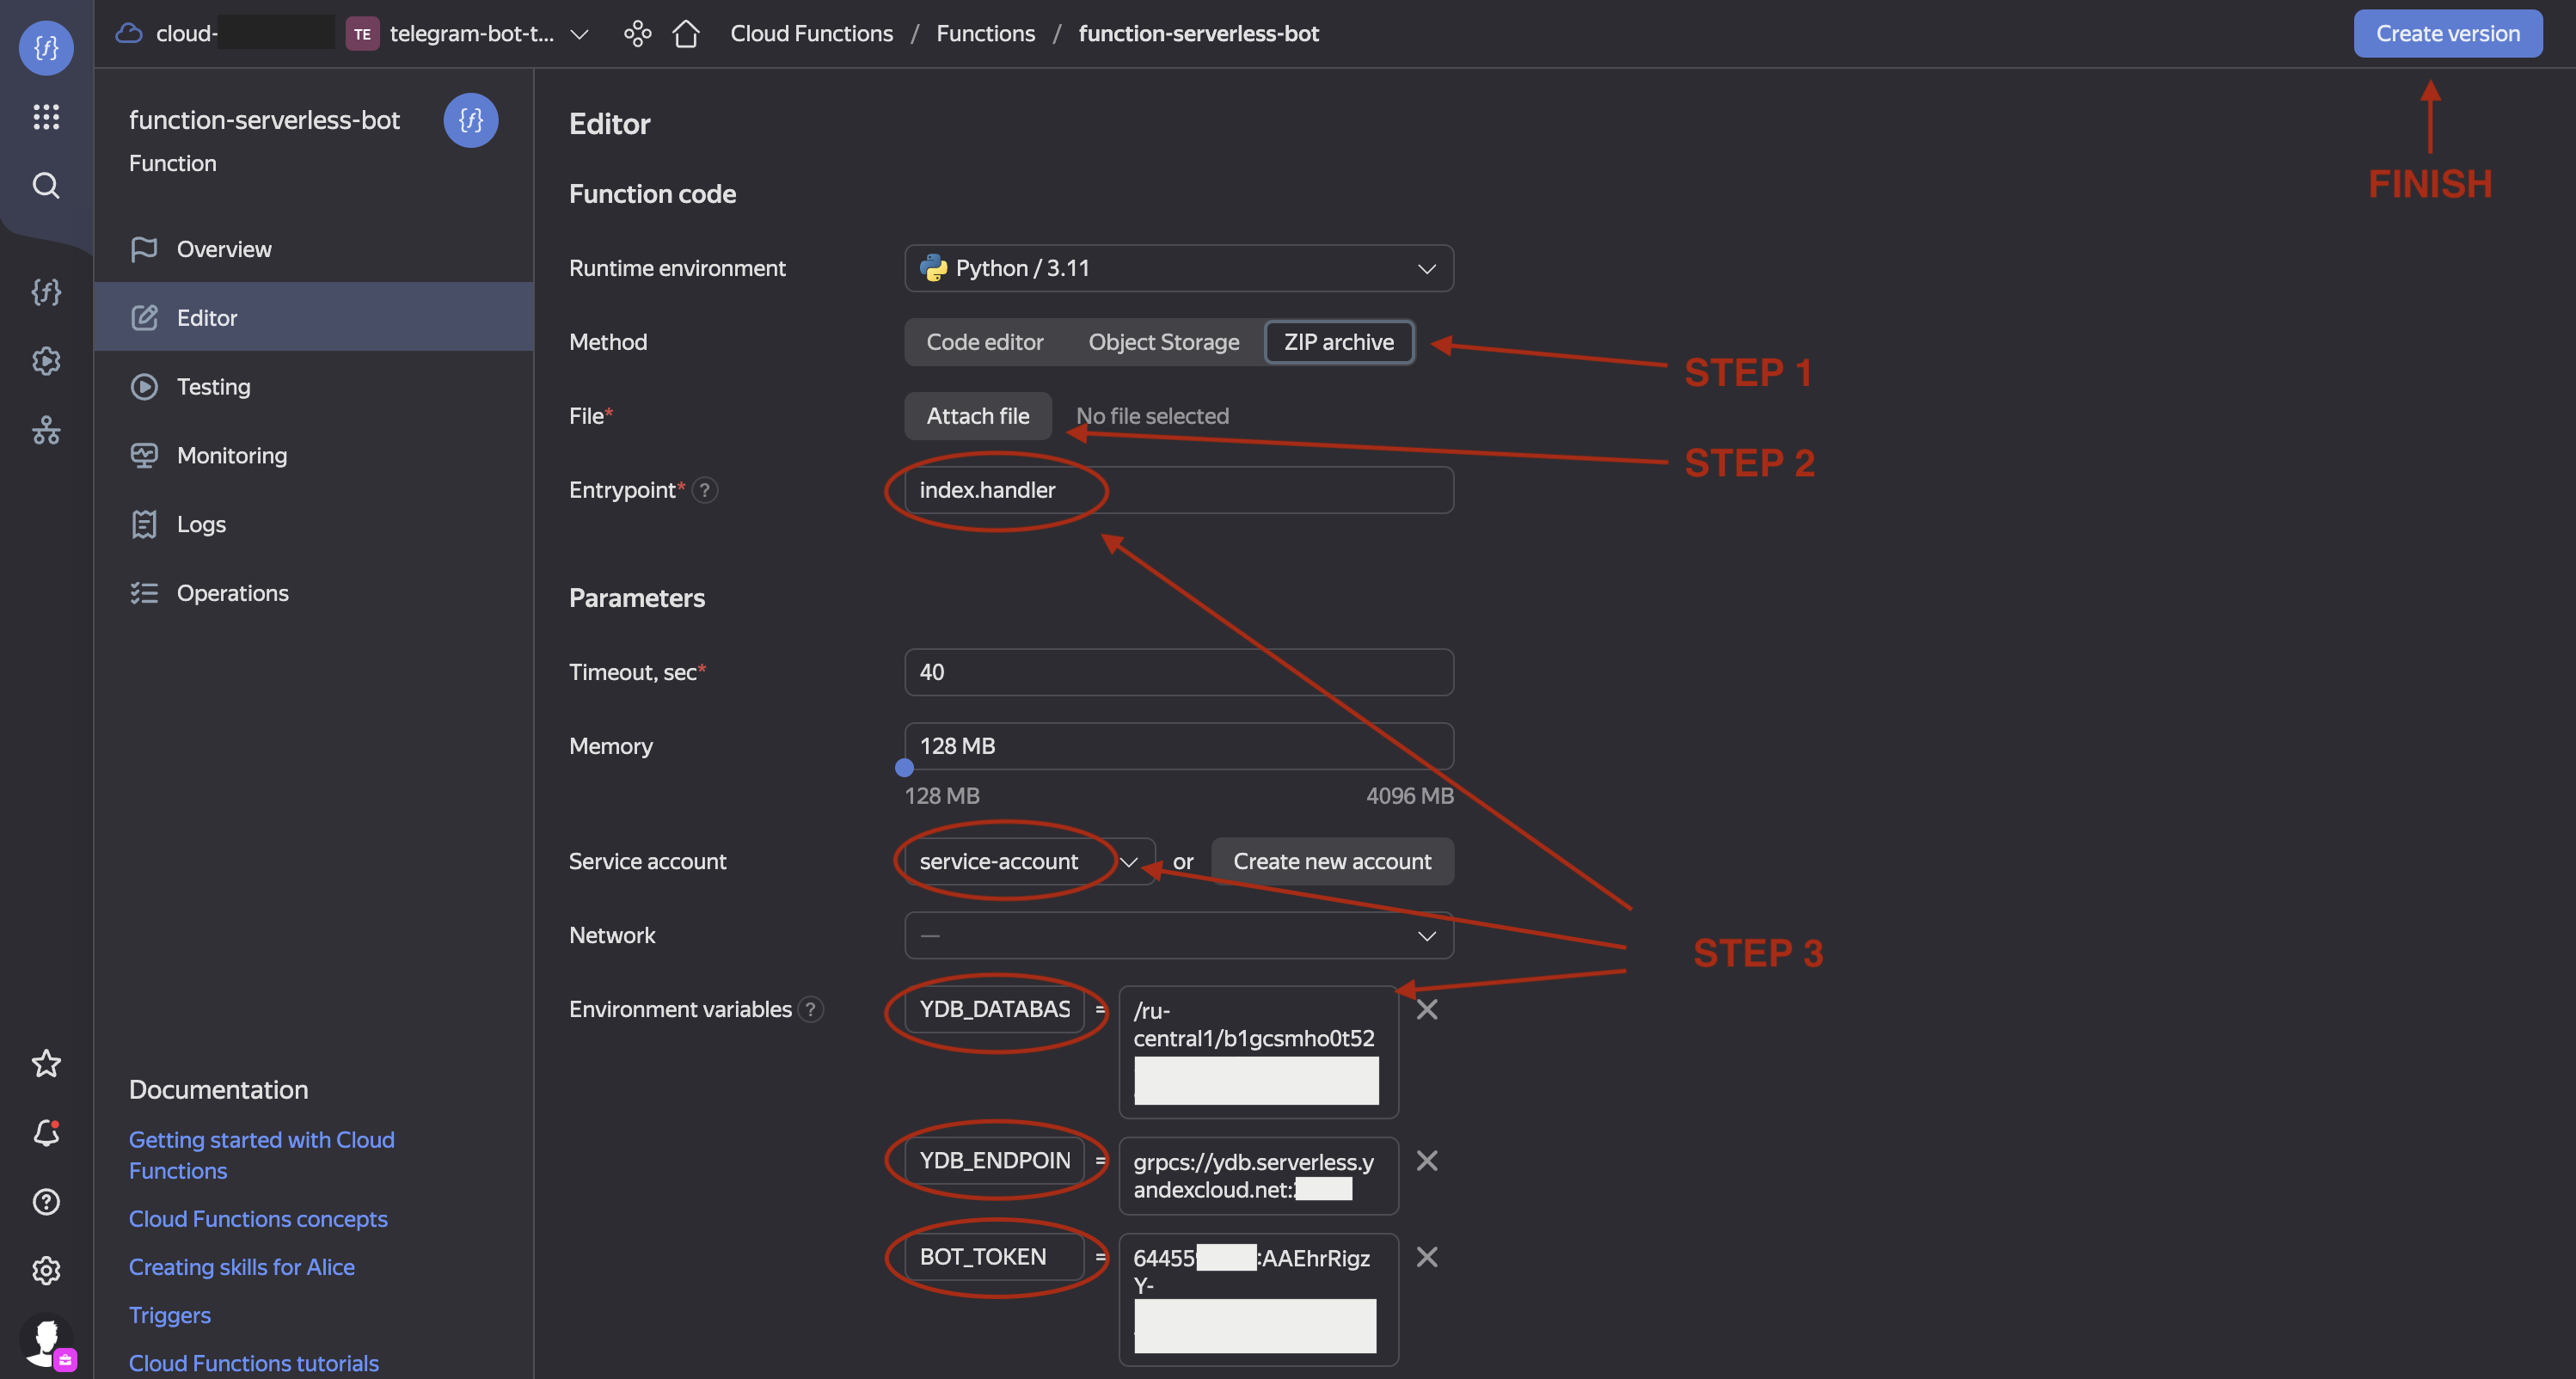 cloud-
TE telegram-bot-t...
Cloud Functions / Functions / function-serverless-bot
Create version
FINISH
function-serverless-bot
Function
Overview
Editor
Testing
Monitoring
Logs
Operations
Documentation
Getting started with Cloud
Functions
Cloud Functions concepts
Creating skills for Alice
Triggers
Cloud Functions tutorials
Editor
Function code
Runtime environment
Python / 3.11
Method
Code editor
Object Storage
ZIP archive
STEP 1
File*
Attach file
No file selected
STEP 2
Entrypoint* ?
index.handler
Parameters
Timeout, sec*
40
Memory
128 MB
128 MB
4096 MB
Service account
service-account
or
Create new account
Network
—
STEP 3
Environment variables ?
YDB_DATABAS
=
/ru-
central1/b1gcsmho0t52
YDB_ENDPOIN
=
grpcs://ydb.serverless.y
andexcloud.net:
BOT_TOKEN
=
64455
:AAEhrRigz
Y-